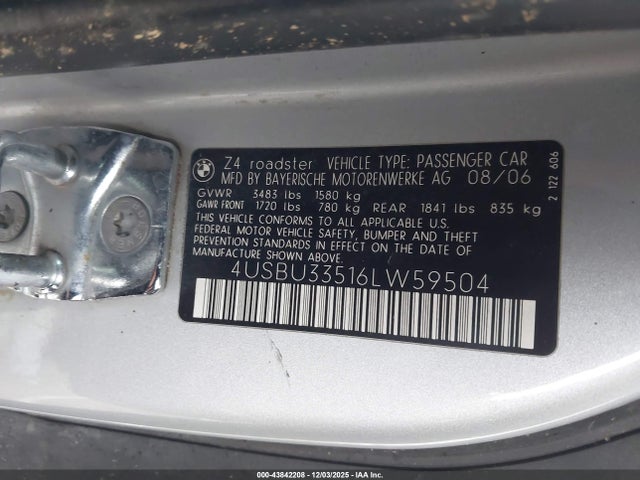 Z4 roadster VEHICLE TYPE: PASSENGER CAR
MFD BY BAYERISCHE MOTORENWERKE AG 08/06
GVWR 3483 lbs 1580 kg
GAWR FRONT 1720 lbs 780 kg REAR 1841 lbs 835 kg
THIS VEHICLE CONFORMS TO ALL APPLICABLE U.S.
FEDERAL MOTOR VEHICLE SAFETY, BUMPER AND THEFT
PREVENTION STANDARDS IN EFFECT ON THE DATE OF
MANUFACTURE SHOWN ABOVE.
4USBU33516LW59504
2 122 606
000-43842208 - 12/03/2025 - IAAI.COM